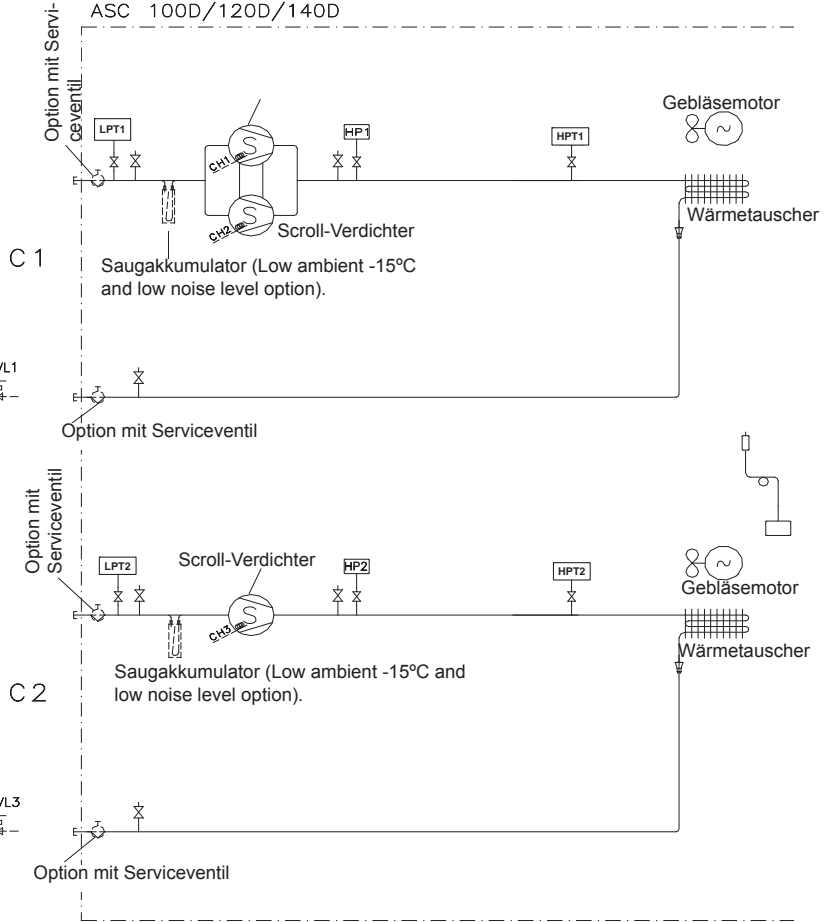 ASC 100D/120D/140D
Option mit Servi-
ceventil
LPT1
CH1
S
HP1
HPT1
Gebläsemotor
~
CH2
S
Scroll-Verdichter
Wärmetauscher
C1
Saugakkumulator (Low ambient -15ºC
and low noise level option).
VL1
Option mit Serviceventil
Option mit
Serviceventil
LPT2
Scroll-Verdichter
HP2
HPT2
~
Gebläsemotor
CH3
S
Wärmetauscher
Saugakkumulator (Low ambient -15ºC and
low noise level option).
C2
VL3
Option mit Serviceventil